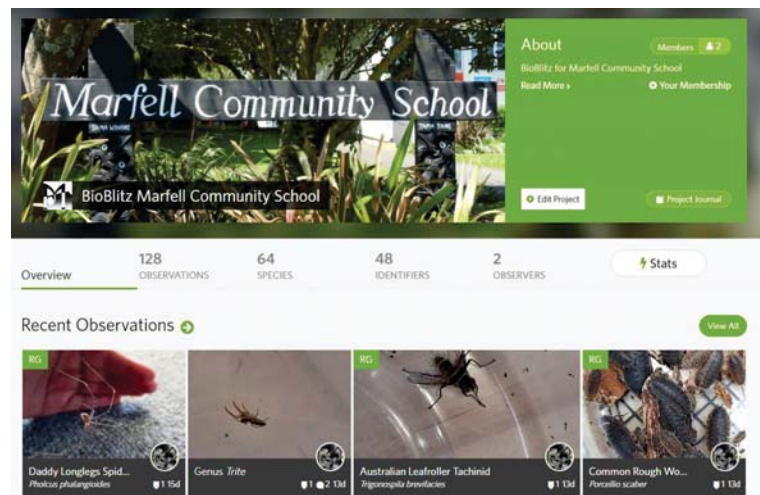 Marfell Community School
BioBlitz Marfell Community School
About
Members 2
BioBlitz for Marfell Community School
Read More ›
Your Membership
Edit Project
Project Journal
Overview
128
OBSERVATIONS
64
SPECIES
48
IDENTIFIERS
2
OBSERVERS
Stats
Recent Observations
View All
RG
Daddy Longlegs Spid...
Pholcus phalangioides
1 15d
Genus Trite
1 2 13d
RG
Australian Leafroller Tachinid
Trigonospila brevifacies
1 13d
RG
Common Rough Wo...
Porcellio scaber
1 13d